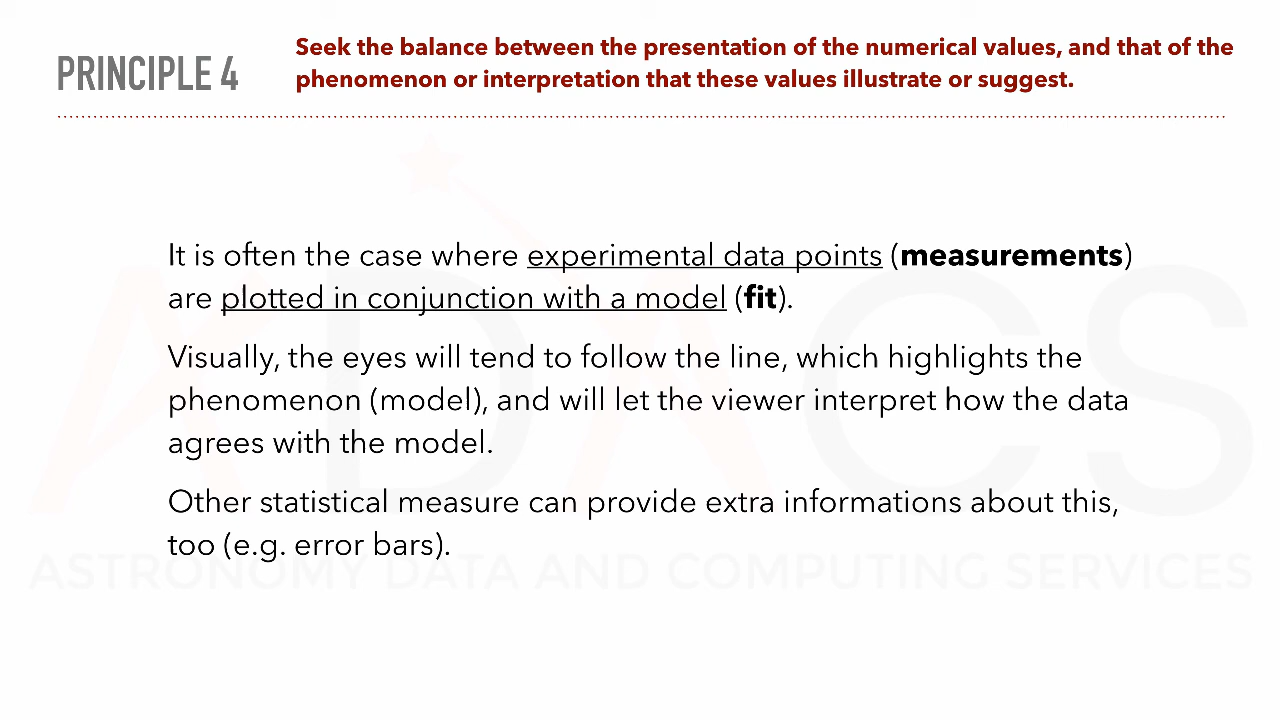 PRINCIPLE 4
Seek the balance between the presentation of the numerical values, and that of the
phenomenon or interpretation that these values illustrate or suggest.
It is often the case where experimental data points (measurements)
are plotted in conjunction with a model (fit).
Visually, the eyes will tend to follow the line, which highlights the
phenomenon (model), and will let the viewer interpret how the data
agrees with the model.
Other statistical measure can provide extra informations about this,
too (e.g. error bars).
ADACS
ASTRONOMY DATA AND COMPUTING SERVICES